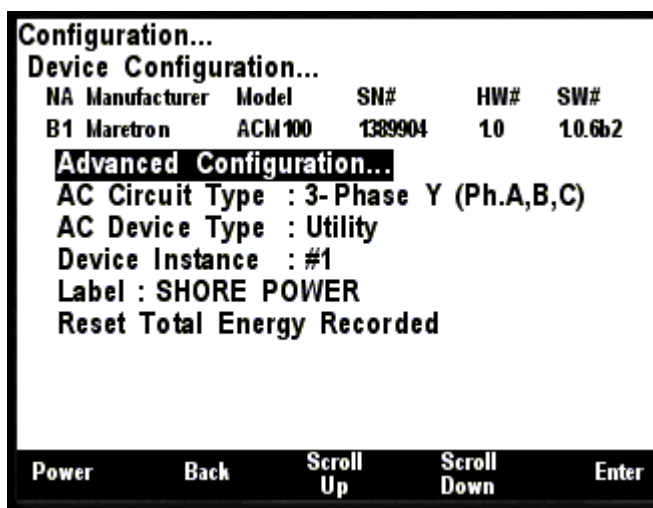 Configuration...
Device Configuration...
NA Manufacturer Model SN# HW# SW#
B1 Maretron ACM100 1389904 1.0 1.0.6b2
Advanced Configuration...
AC Circuit Type : 3-Phase Y (Ph.A,B,C)
AC Device Type : Utility
Device Instance : #1
Label : SHORE POWER
Reset Total Energy Recorded
Power Back Scroll Up Scroll Down Enter